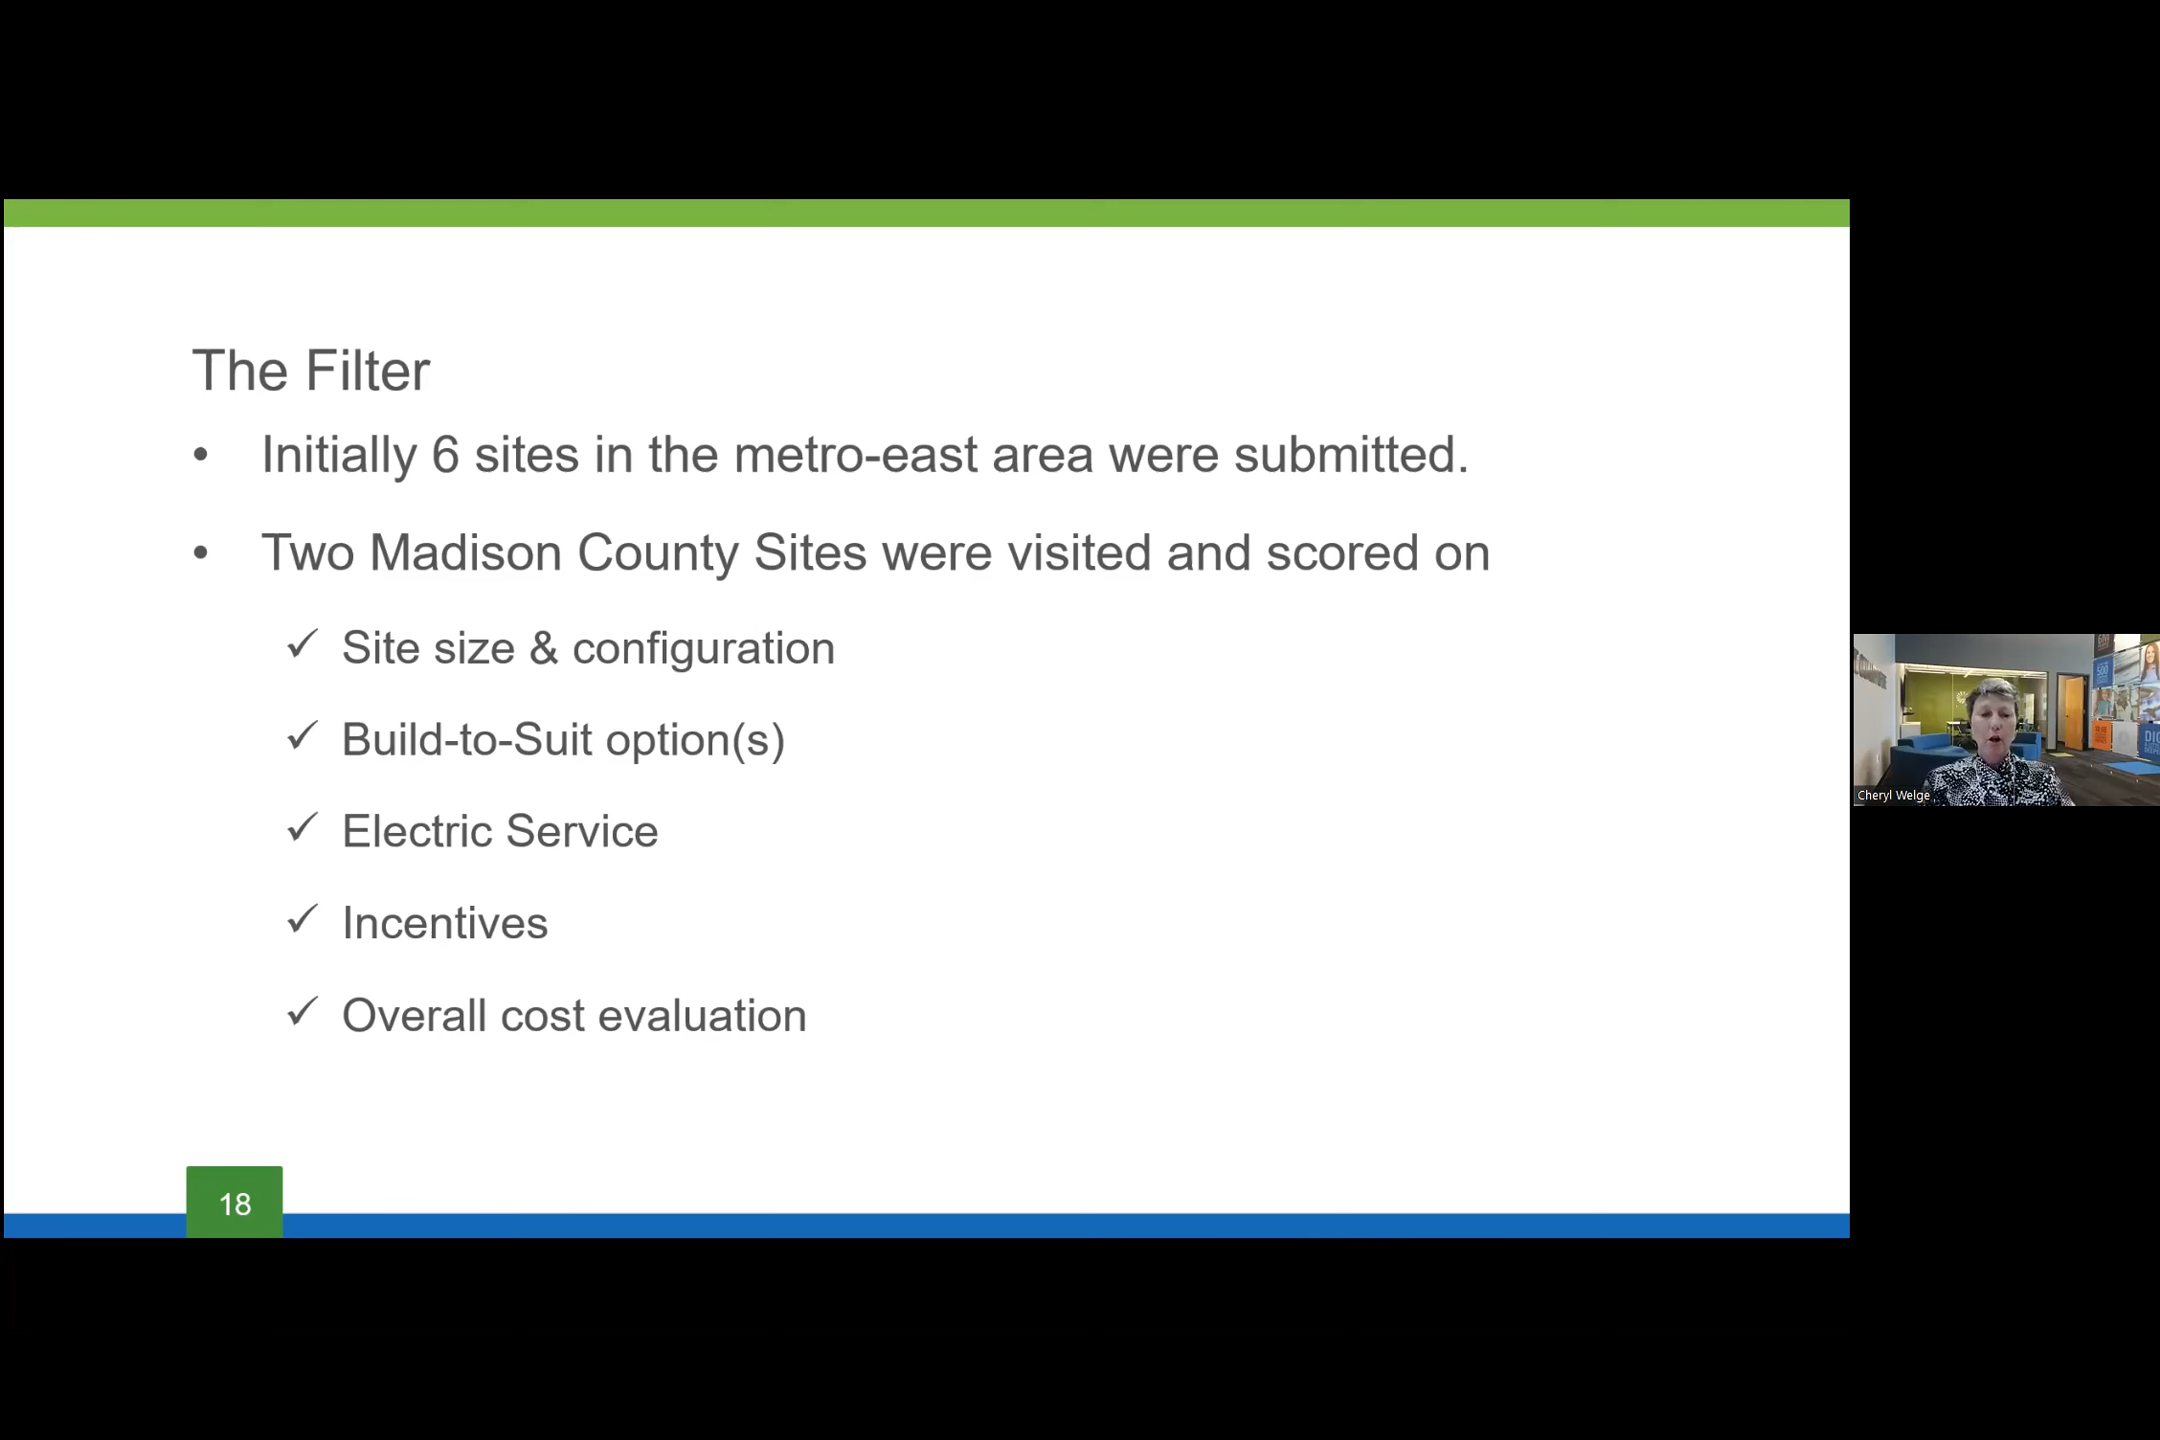 The Filter
• Initially 6 sites in the metro-east area were submitted.
• Two Madison County Sites were visited and scored on
✓ Site size & configuration
✓ Build-to-Suit option(s)
✓ Electric Service
✓ Incentives
✓ Overall cost evaluation
18
Cheryl Welge